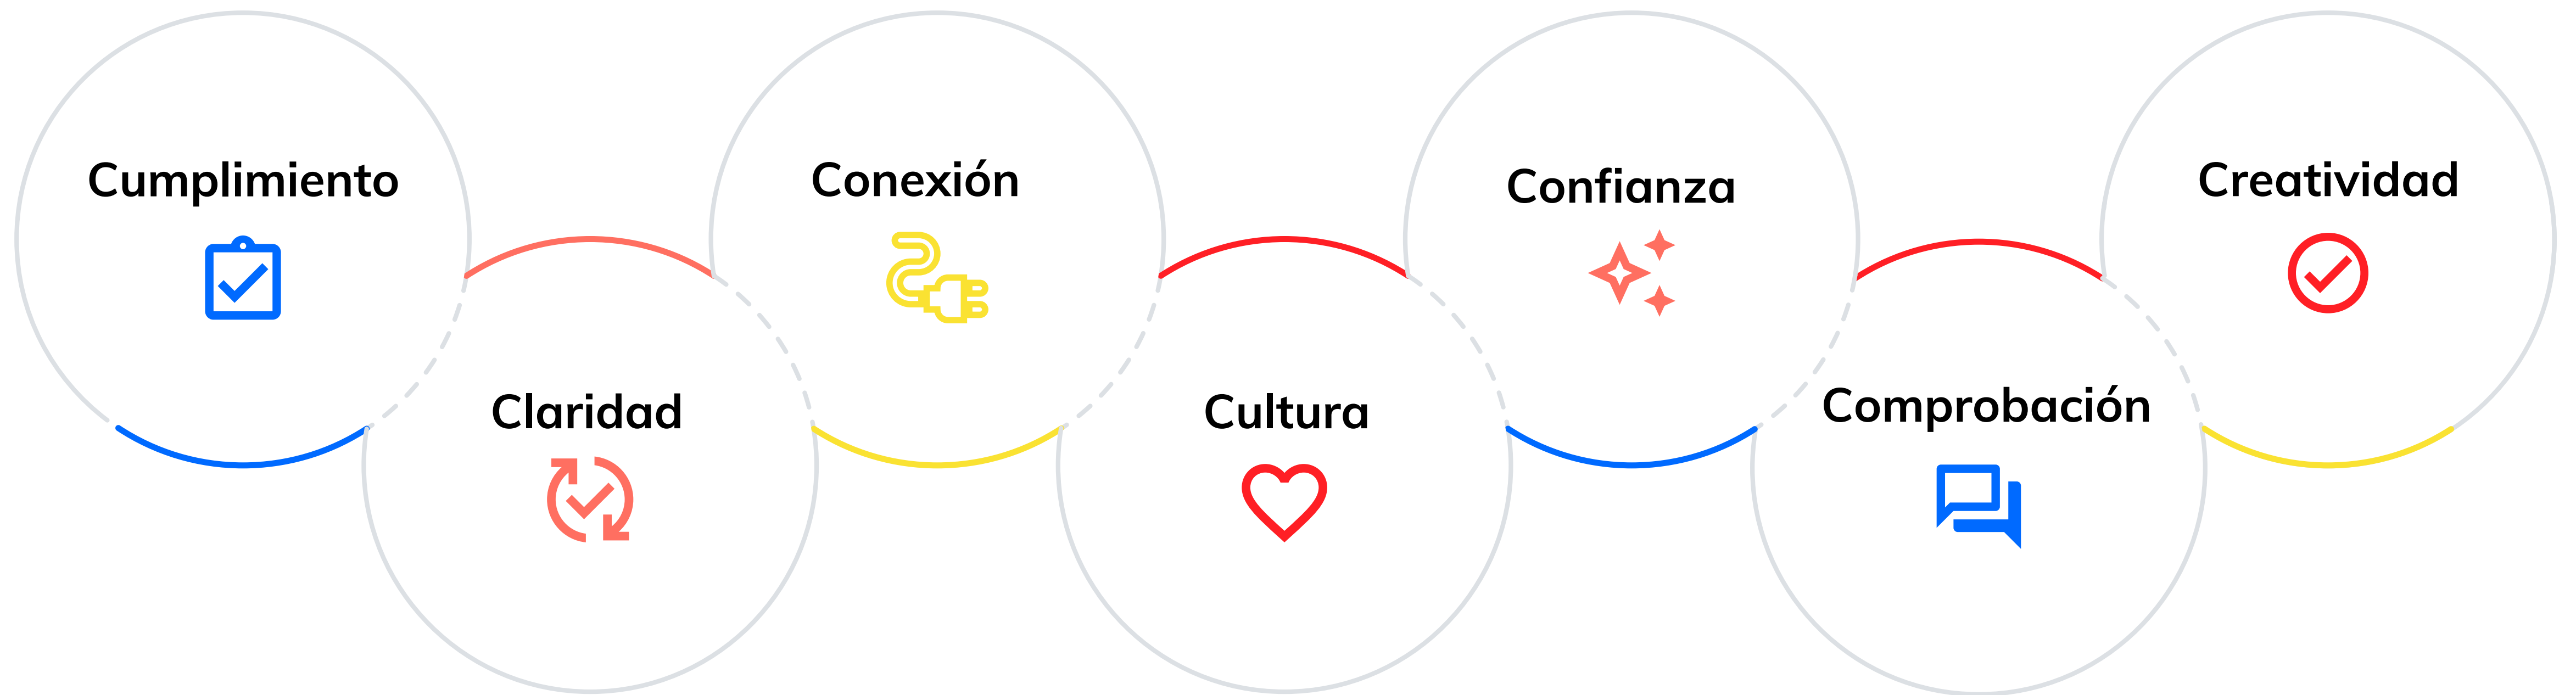 Cumplimiento
Claridad
Conexión
Cultura
Confianza
Comprobación
Creatividad